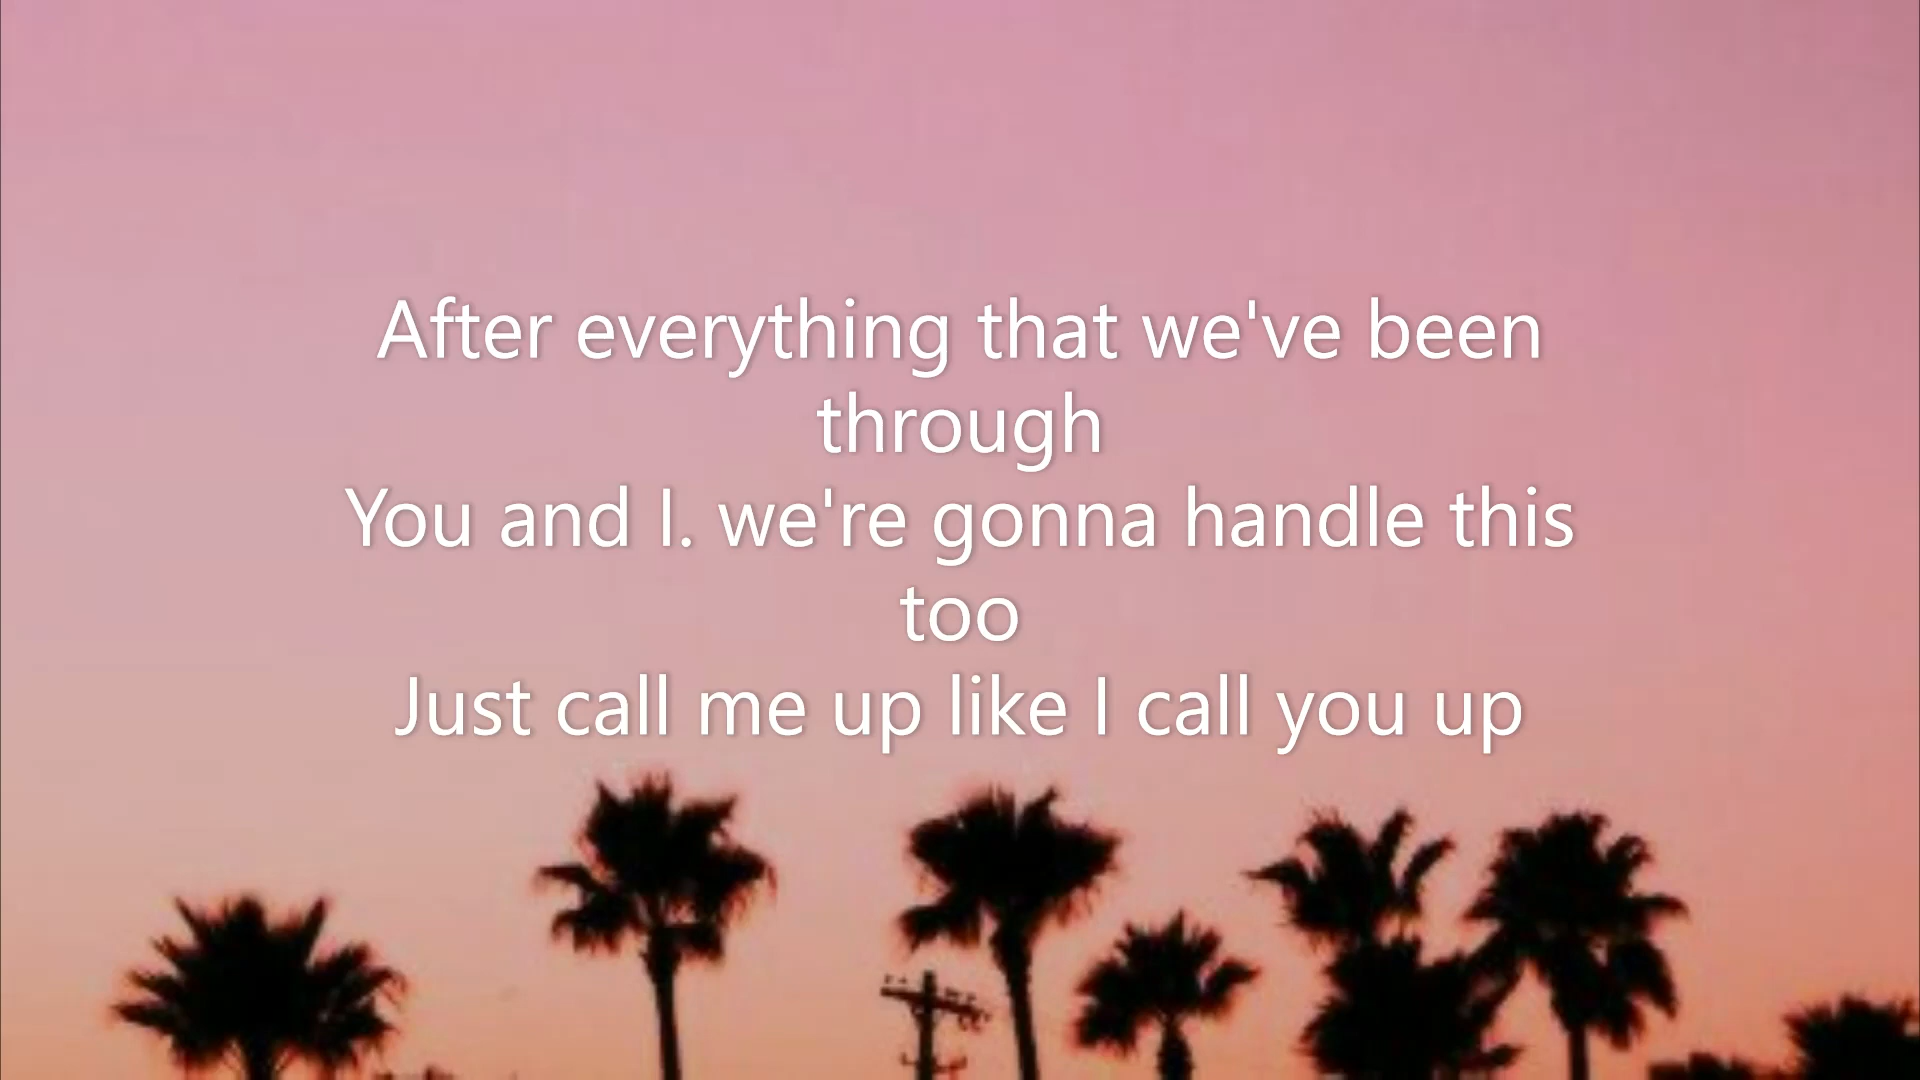 After everything that we've been
through
You and I. we're gonna handle this
too
Just call me up like I call you up